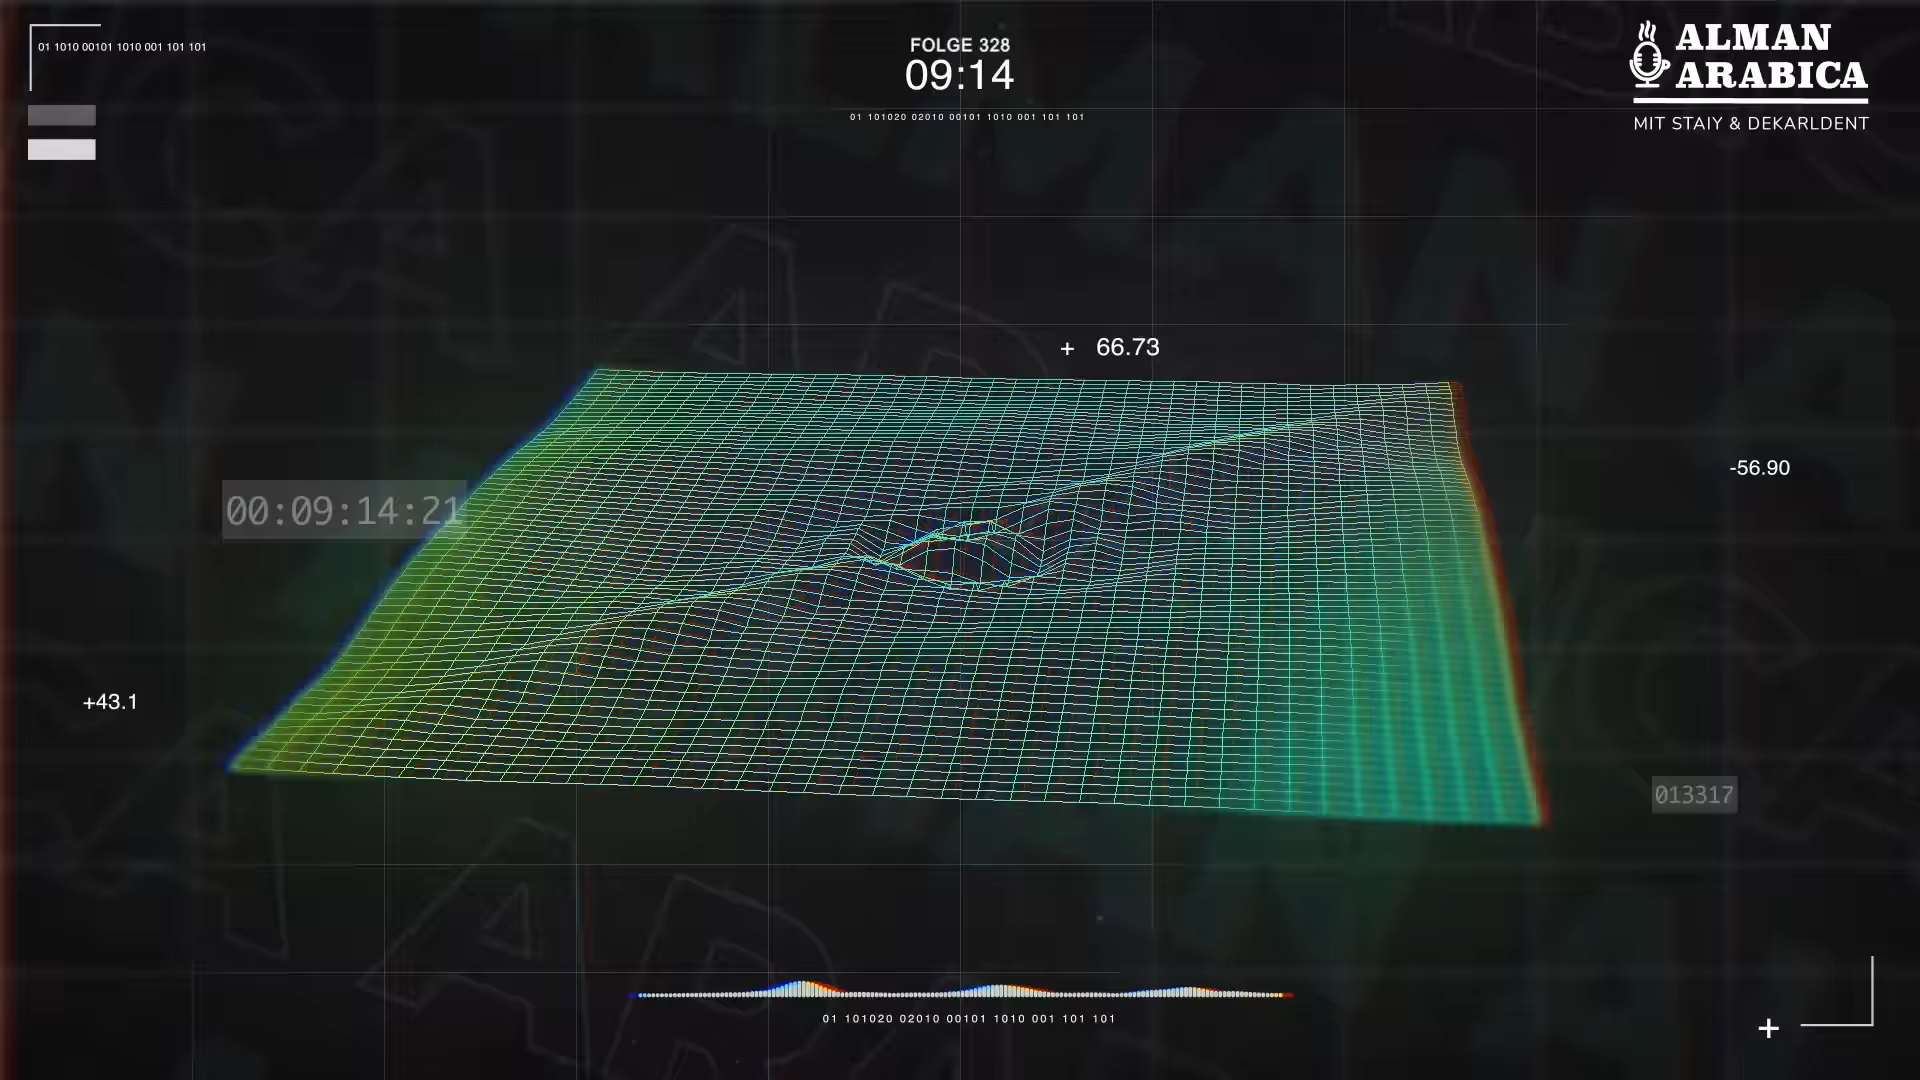 01 1010 00101 1010 001 101 101
FOLGE 328
09:14
01 101020 02010 00101 1010 001 101 101
ALMAN
ARABICA
MIT STAIY & DEKARLDENT
+ 66.73
-56.90
00:09:14:21
+43.1
013317
01 101020 02010 00101 1010 001 101 101
+